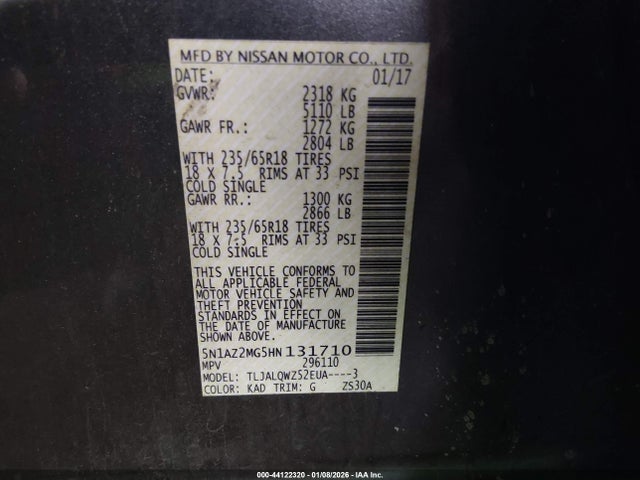 MFD BY NISSAN MOTOR CO., LTD.
DATE: 01/17
GVWR: 2318 KG
5110 LB
GAWR FR.: 1272 KG
2804 LB
WITH 235/65R18 TIRES
18 X 7.5 RIMS AT 33 PSI
COLD SINGLE
GAWR RR.: 1300 KG
2866 LB
WITH 235/65R18 TIRES
18 X 7.5 RIMS AT 33 PSI
COLD SINGLE
THIS VEHICLE CONFORMS TO
ALL APPLICABLE FEDERAL
MOTOR VEHICLE SAFETY AND
THEFT PREVENTION
STANDARDS IN EFFECT ON
THE DATE OF MANUFACTURE
SHOWN ABOVE.
5N1AZ2MG5HN131710
MPV 296110
MODEL: TLJALQWZ52EUA----3
COLOR: KAD TRIM: G ZS30A
000-44122320 - 01/08/2026 - IAA Inc.